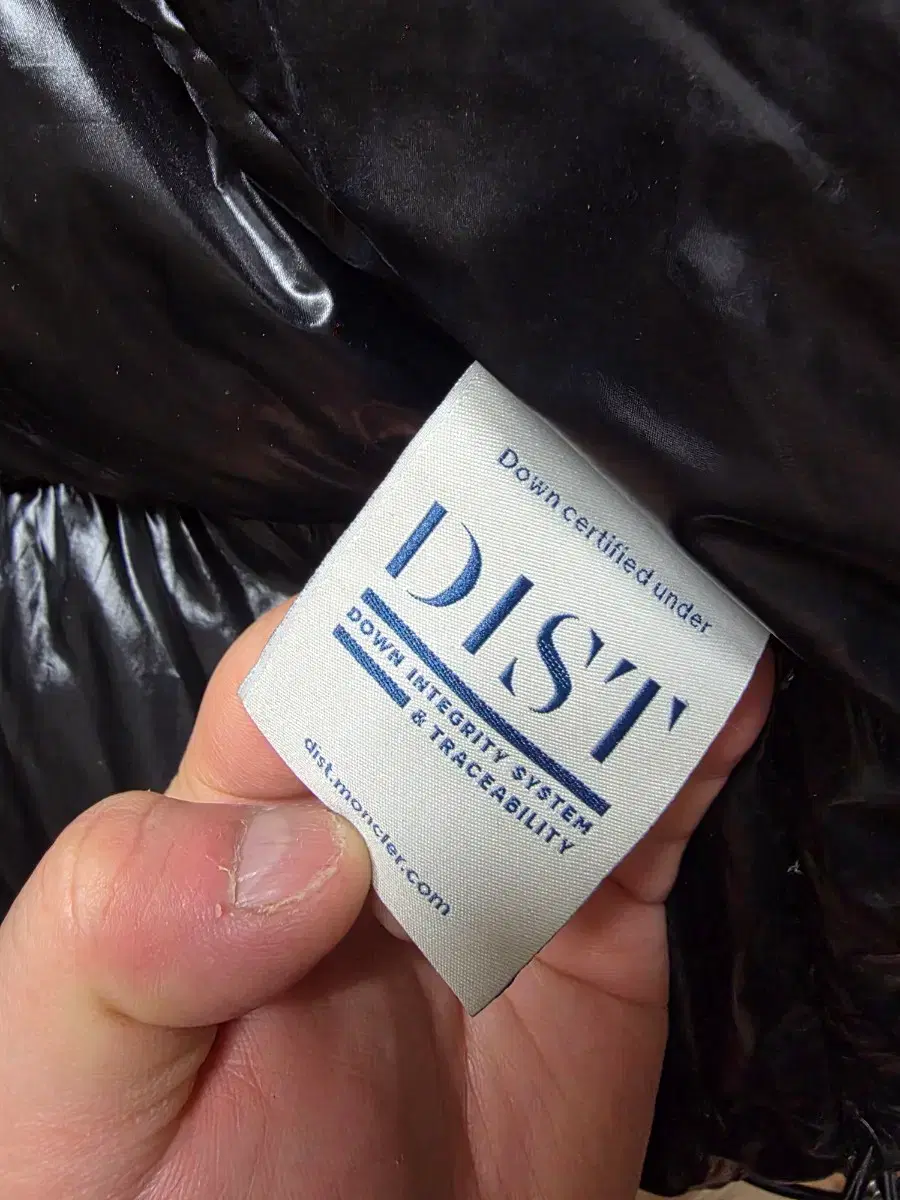 Down certified under
DIST
DOWN INTEGRITY SYSTEM
& TRACEABILITY
dist.moncler.com